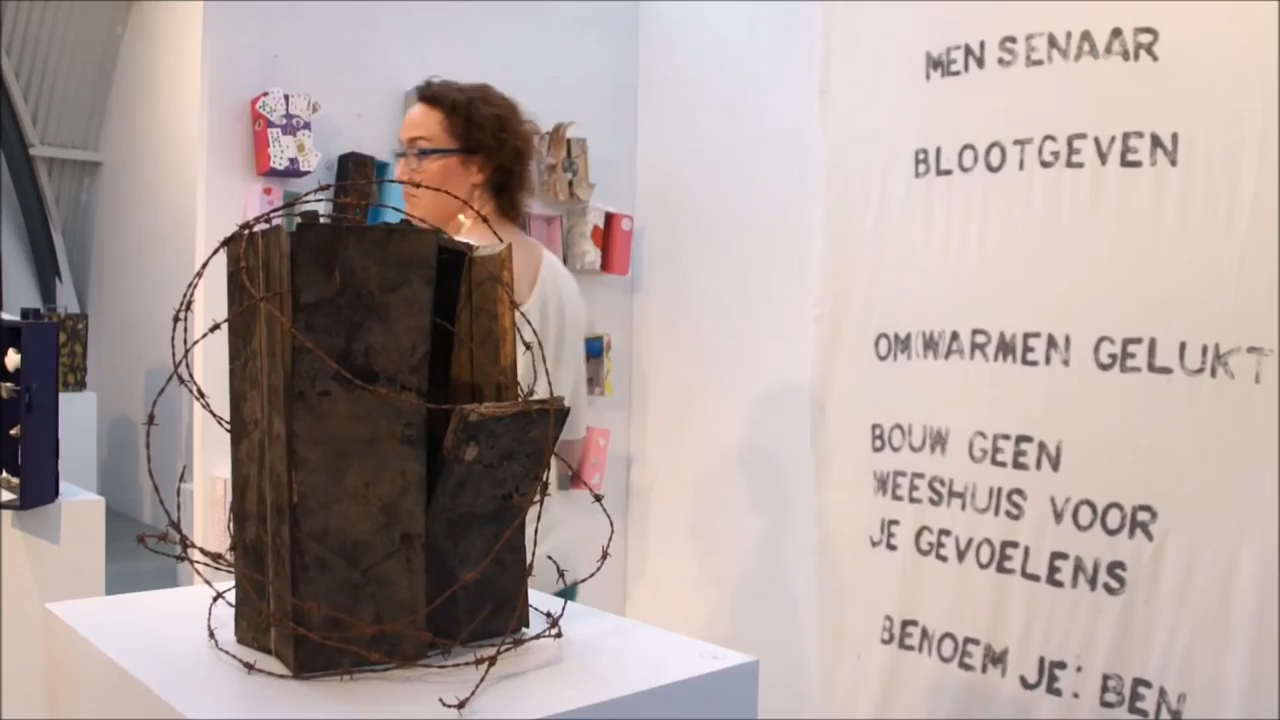 MEN SENAAR
BLOOTGEVEN
OM(W)ARMEN GELUKT
BOUW GEEN
WEESHUIS VOOR
JE GEVOELENS
BENOEM JE: BEN